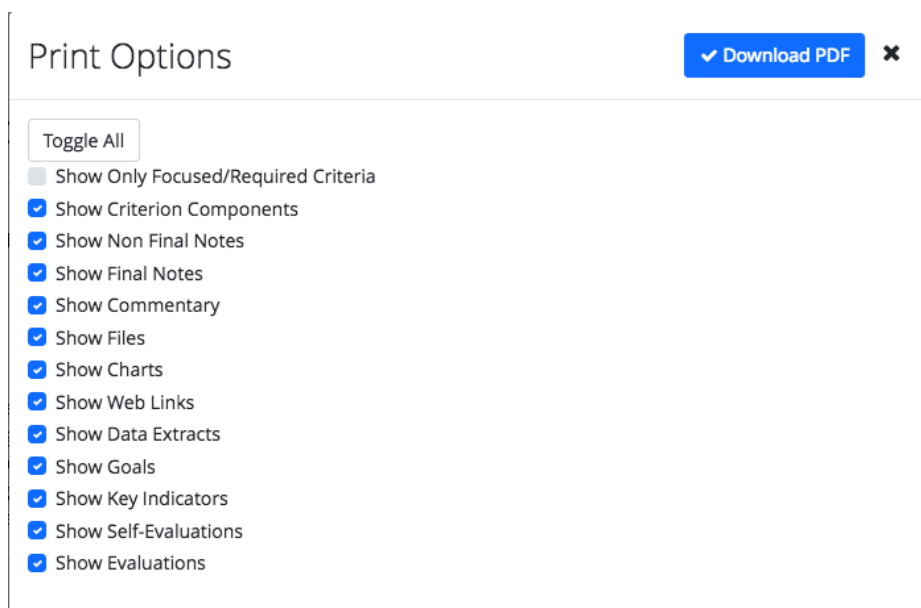 Print Options
Download PDF
Toggle All
Show Only Focused/Required Criteria
Show Criterion Components
Show Non Final Notes
Show Final Notes
Show Commentary
Show Files
Show Charts
Show Web Links
Show Data Extracts
Show Goals
Show Key Indicators
Show Self-Evaluations
Show Evaluations